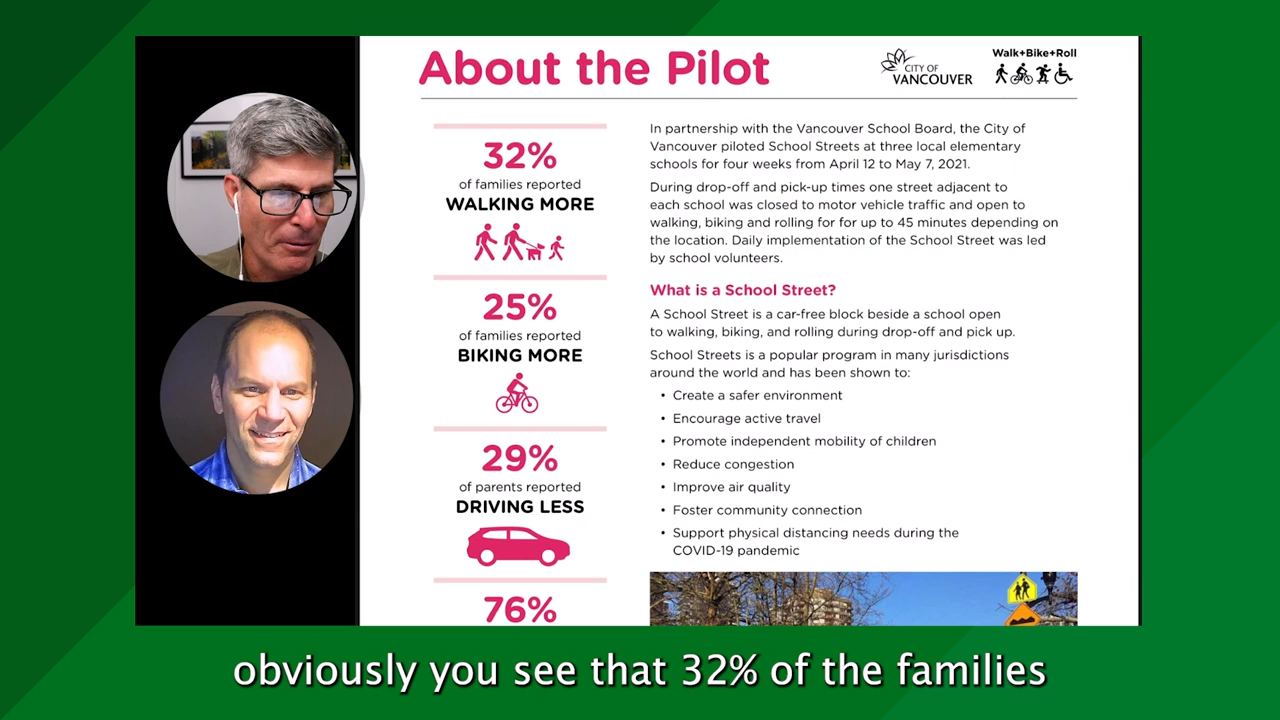 About the Pilot
CITY OF
VANCOUVER
Walk+Bike+Roll
32%
of families reported
WALKING MORE
25%
of families reported
BIKING MORE
29%
of parents reported
DRIVING LESS
76%
In partnership with the Vancouver School Board, the City of
Vancouver piloted School Streets at three local elementary
schools for four weeks from April 12 to May 7, 2021.
During drop-off and pick-up times one street adjacent to
each school was closed to motor vehicle traffic and open to
walking, biking and rolling for for up to 45 minutes depending on
the location. Daily implementation of the School Street was led
by school volunteers.
What is a School Street?
A School Street is a car-free block beside a school open
to walking, biking, and rolling during drop-off and pick up.
School Streets is a popular program in many jurisdictions
around the world and has been shown to:
• Create a safer environment
• Encourage active travel
• Promote independent mobility of children
• Reduce congestion
• Improve air quality
• Foster community connection
• Support physical distancing needs during the
COVID-19 pandemic
obviously you see that 32% of the families